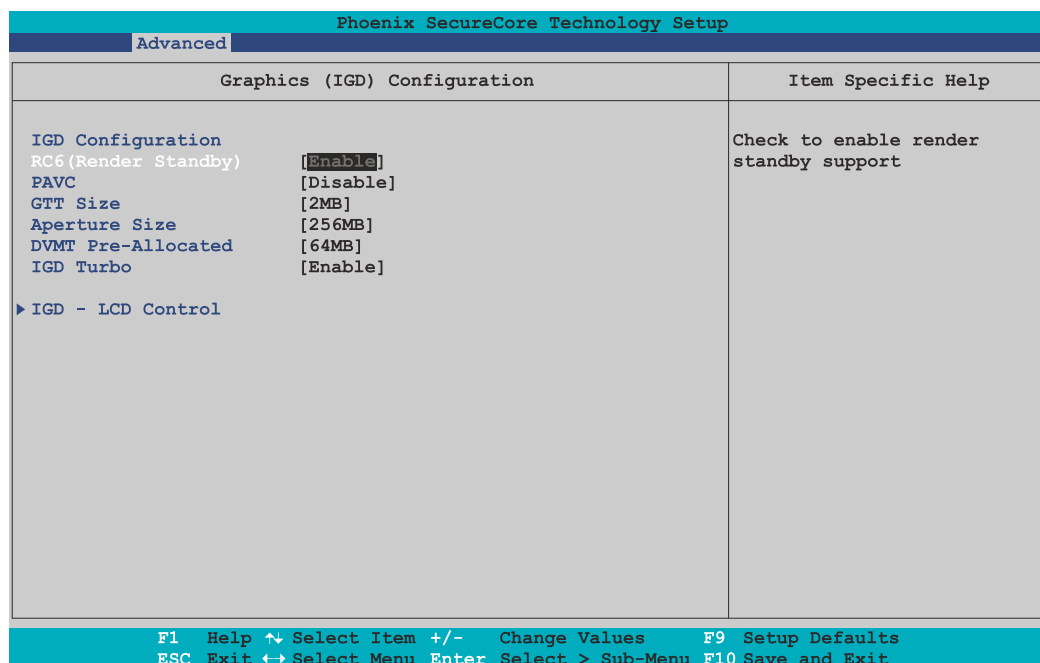 Phoenix SecureCore Technology Setup
Advanced
Graphics (IGD) Configuration
Item Specific Help
IGD Configuration
RC6(Render Standby) [Enable]
PAVC [Disable]
GTT Size [2MB]
Aperture Size [256MB]
DVMT Pre-Allocated [64MB]
IGD Turbo [Enable]
IGD - LCD Control
Check to enable render
standby support
F1 Help ↑↓ Select Item +/- Change Values F9 Setup Defaults
ESC Exit ←→ Select Menu Enter Select > Sub-Menu F10 Save and Exit